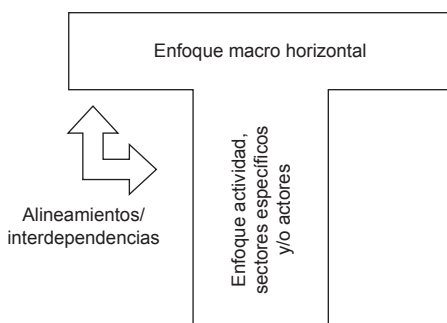 Enfoque macro horizontal
Alineamientos/
interdependencias
Enfoque actividad,
sectores específicos
y/o actores